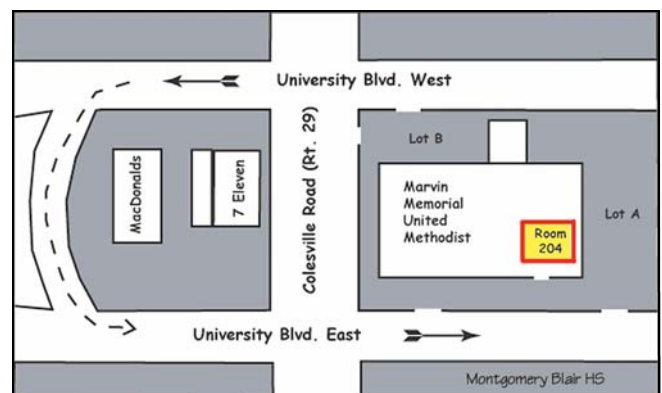 University Blvd. West
MacDonalds
7 Eleven
Colesville Road (Rt. 29)
Lot B
Marvin
Memorial
United
Methodist
Room
204
Lot A
University Blvd. East
Montgomery Blair HS